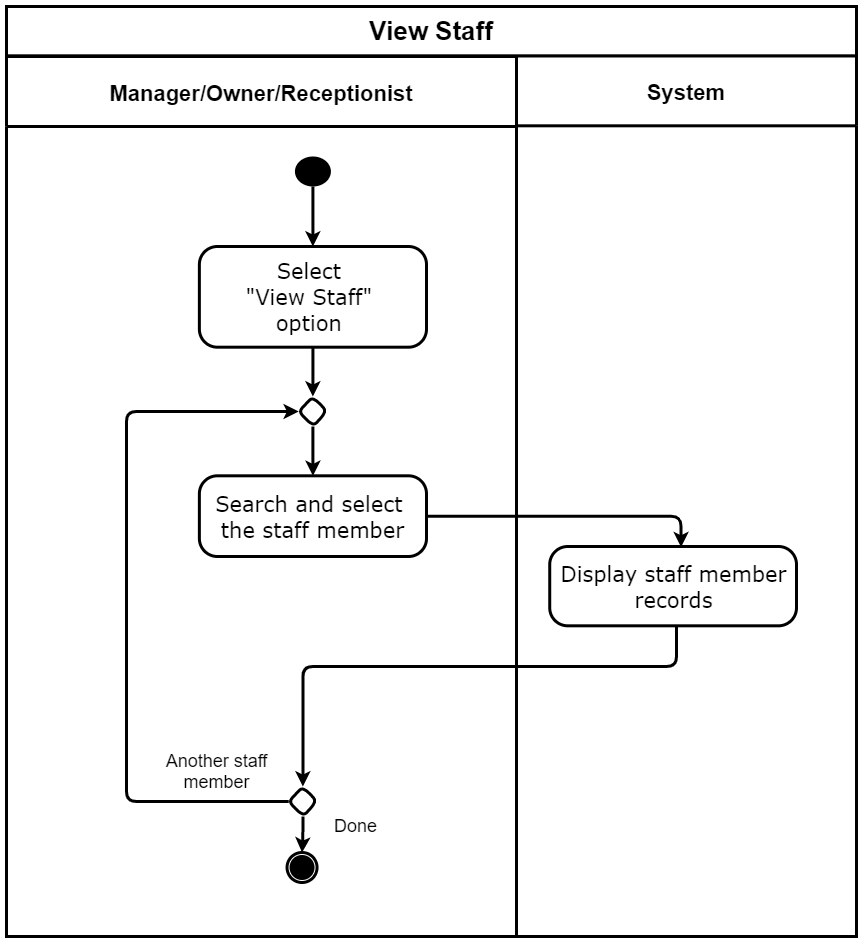 View Staff
Manager/Owner/Receptionist
System
Select
"View Staff"
option
Search and select
the staff member
Display staff member
records
Another staff
member
Done